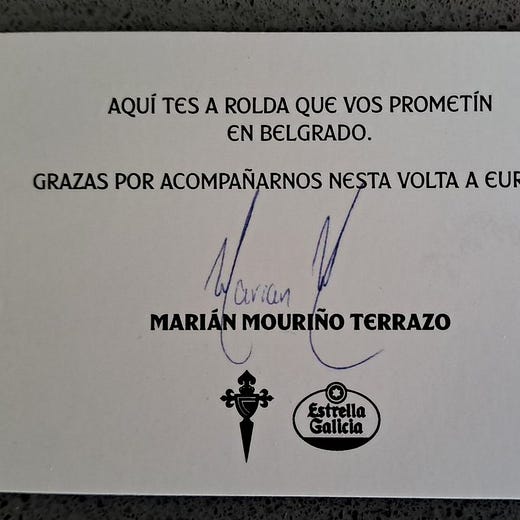 AQUÍ TES A ROLDA QUE VOS PROMETÍN
EN BELGRADO.
GRAZAS POR ACOMPAÑARNOS NESTA VOLTA A EUR
Marian M
MARIÁN MOURIÑO TERRAZO
Estrella
Galicia